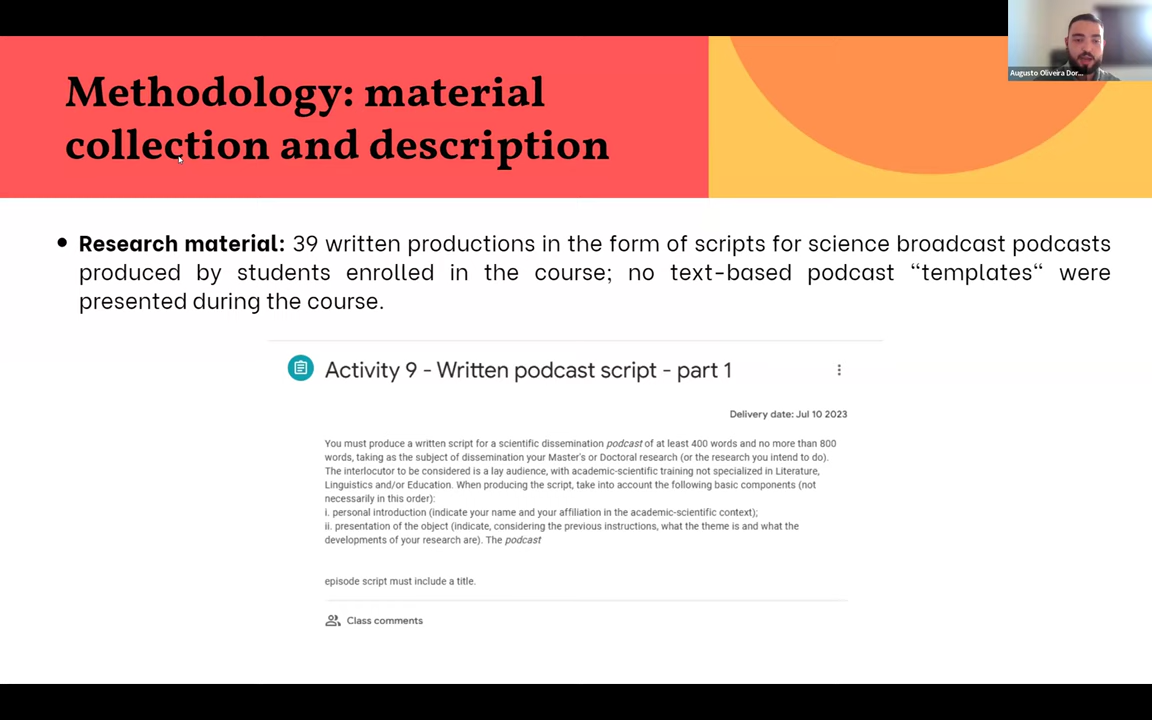 Augusto Oliveira Dor...
Methodology: material
collection and description
• Research material: 39 written productions in the form of scripts for science broadcast podcasts
produced by students enrolled in the course; no text-based podcast “templates“ were
presented during the course.
Activity 9 - Written podcast script - part 1
Delivery date: Jul 10 2023
You must produce a written script for a scientific dissemination podcast of at least 400 words and no more than 800
words, taking as the subject of dissemination your Master's or Doctoral research (or the research you intend to do).
The interlocutor to be considered is a lay audience, with academic-scientific training not specialized in Literature,
Linguistics and/or Education. When producing the script, take into account the following basic components (not
necessarily in this order):
i. personal introduction (indicate your name and your affiliation in the academic-scientific context);
ii. presentation of the object (indicate, considering the previous instructions, what the theme is and what the
developments of your research are). The podcast
episode script must include a title.
Class comments